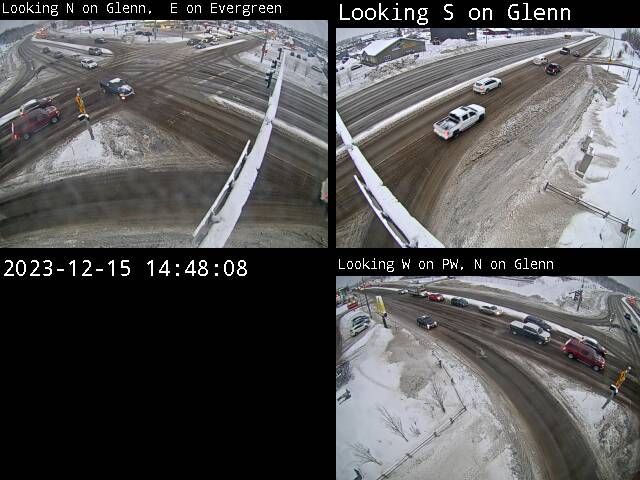 Looking N on Glenn, E on Evergreen
Looking S on Glenn
2023-12-15 14:48:08
Looking W on PW, N on Glenn